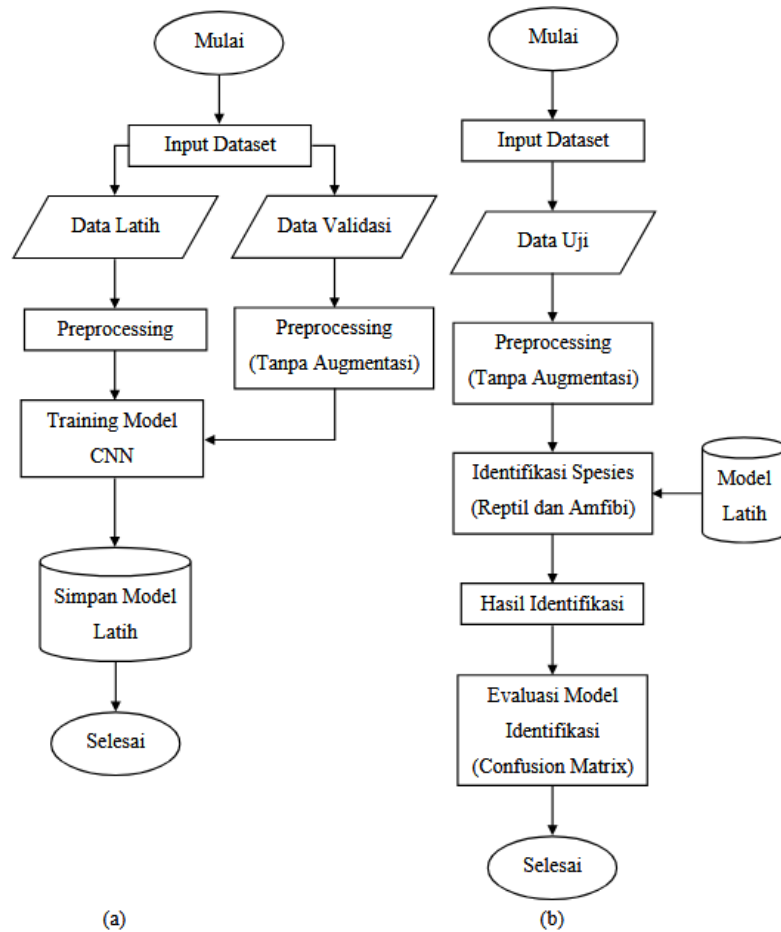 Mulai
Input Dataset
Data Latih
Data Validasi
Preprocessing
Preprocessing
(Tanpa Augmentasi)
Training Model
CNN
Simpan Model
Latih
Selesai
(a)
Mulai
Input Dataset
Data Uji
Preprocessing
(Tanpa Augmentasi)
Identifikasi Spesies
(Reptil dan Amfibi)
Model
Latih
Hasil Identifikasi
Evaluasi Model
Identifikasi
(Confusion Matrix)
Selesai
(b)